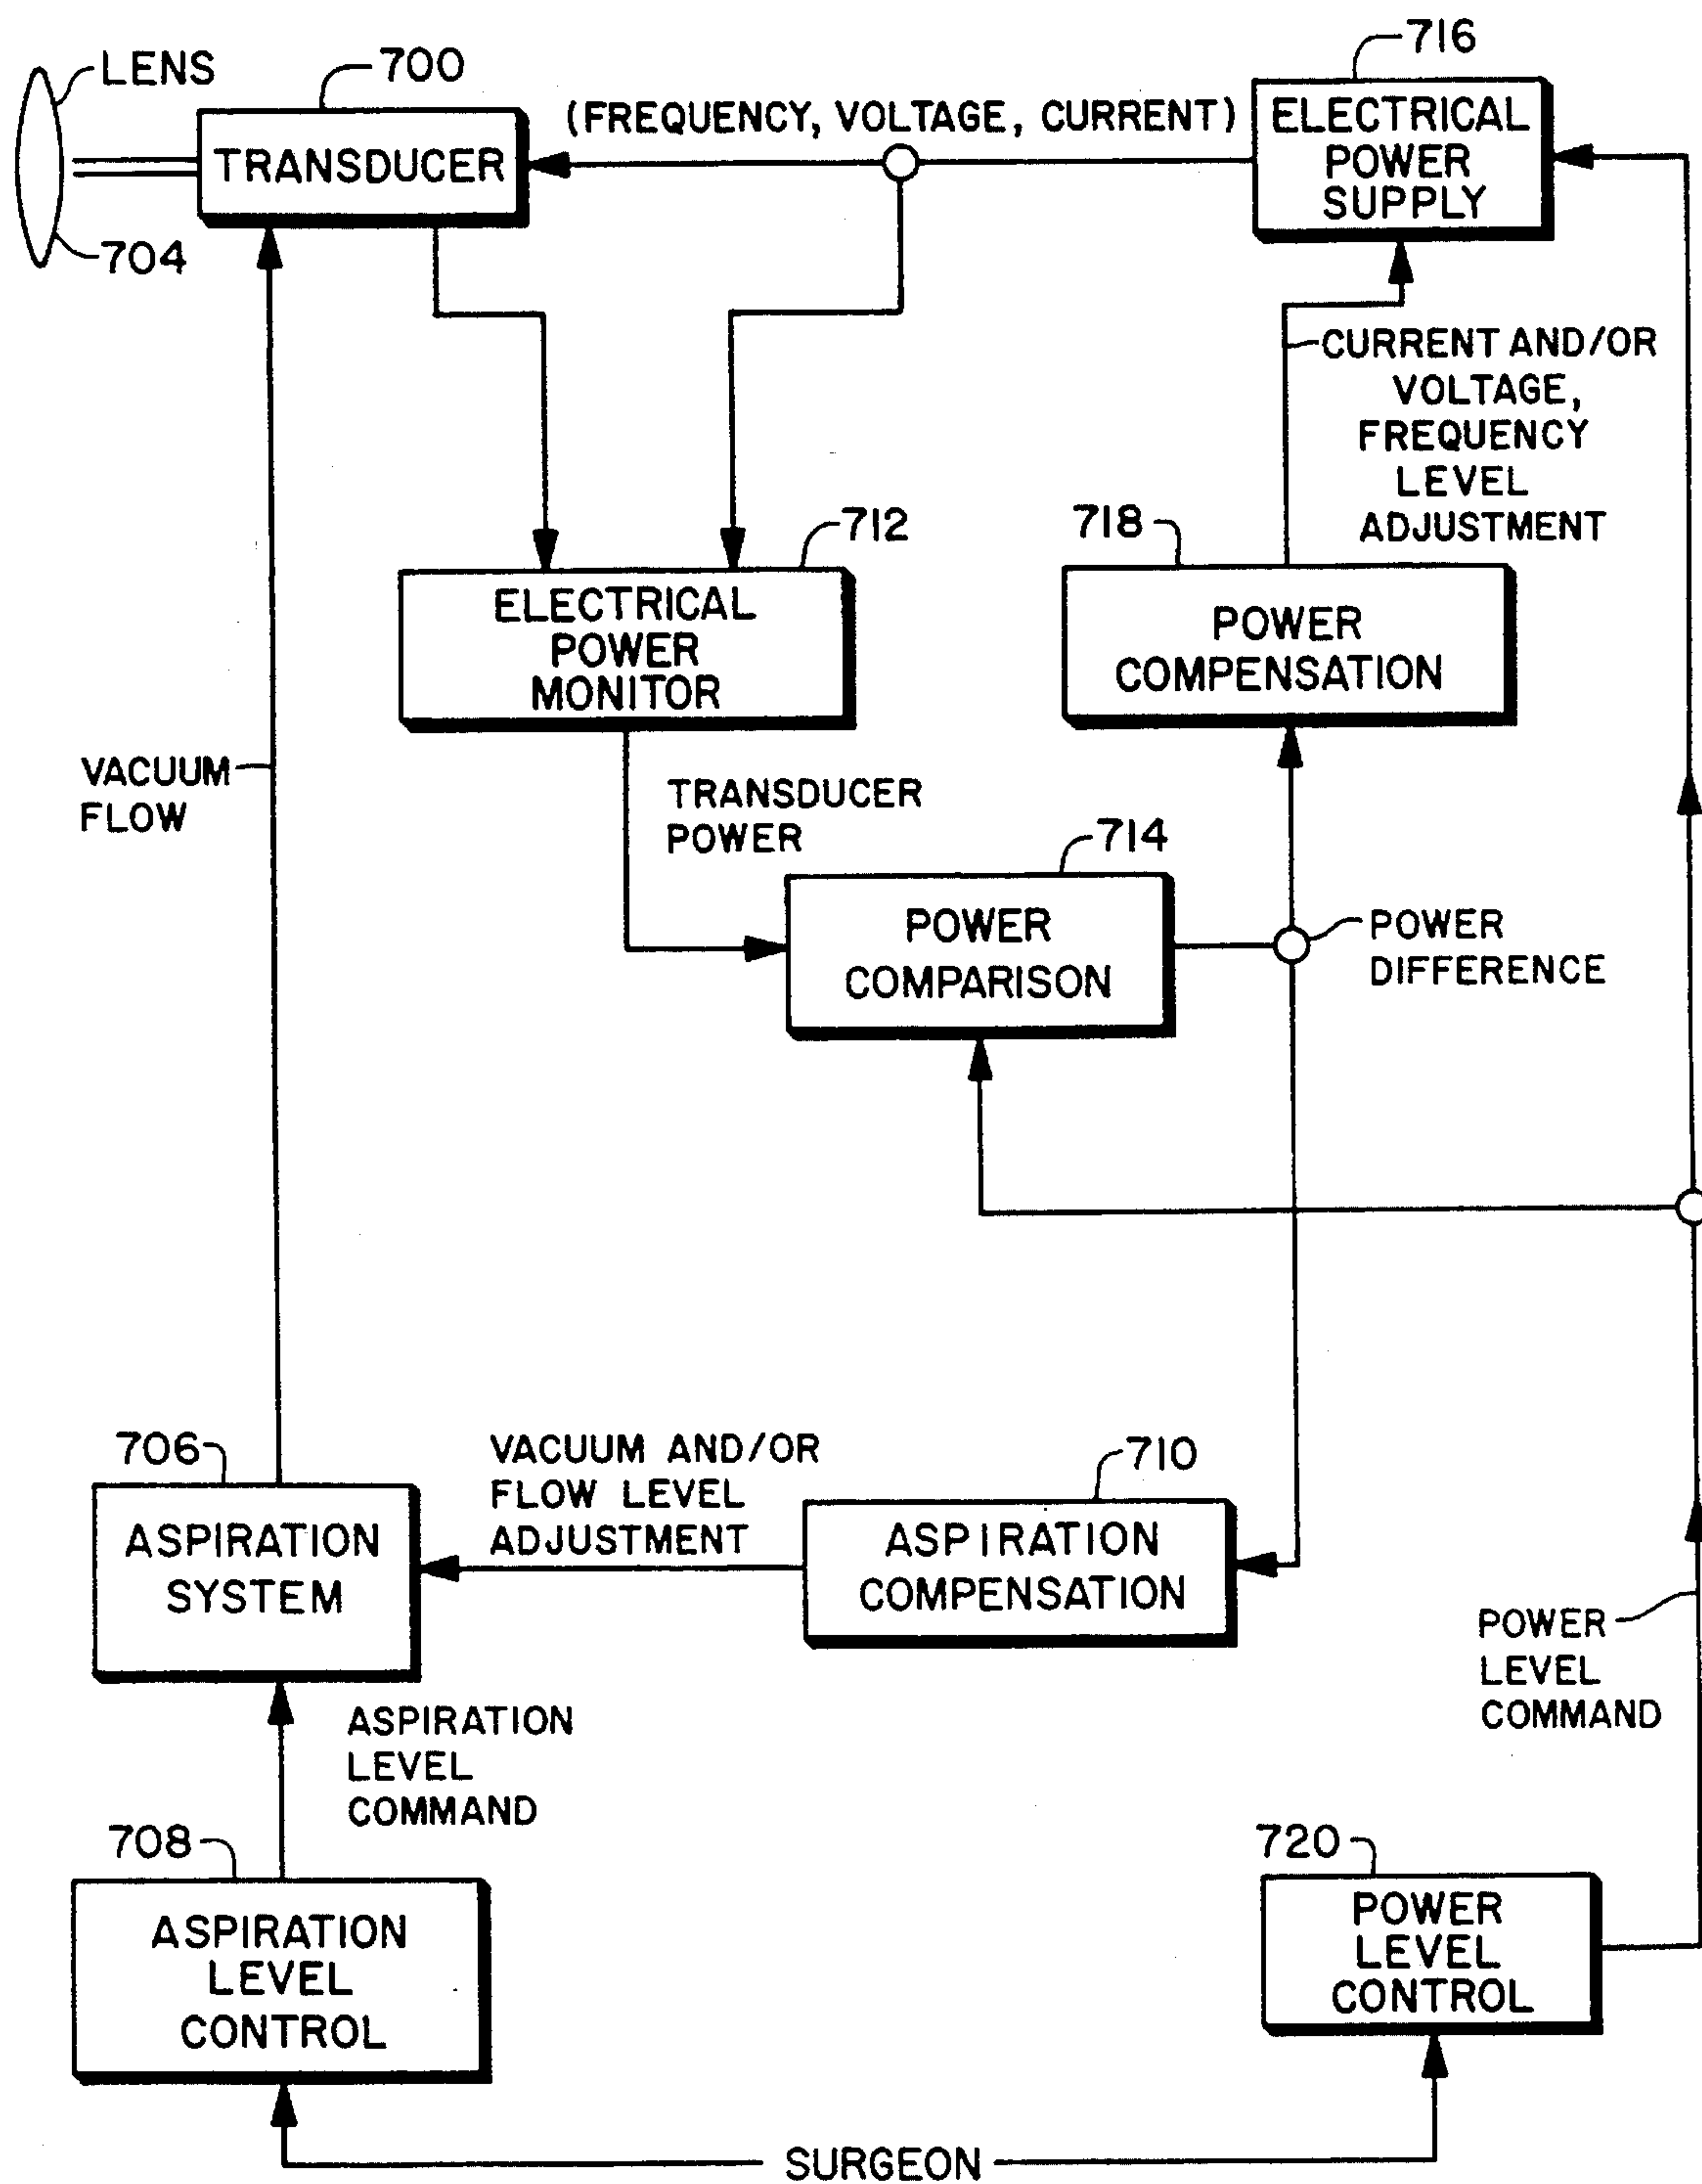 716
LENS
700
(FREQUENCY, VOLTAGE, CURRENT)
ELECTRICAL
POWER
SUPPLY
TRANSDUCER
704
CURRENT AND/OR
VOLTAGE,
FREQUENCY
LEVEL
ADJUSTMENT
712
718
ELECTRICAL
POWER
MONITOR
POWER
COMPENSATION
VACUUM
FLOW
TRANSDUCER
POWER
714
POWER
COMPARISON
POWER
DIFFERENCE
706
VACUUM AND/OR
FLOW LEVEL
ADJUSTMENT
710
ASPIRATION
SYSTEM
ASPIRATION
COMPENSATION
POWER
LEVEL
COMMAND
ASPIRATION
LEVEL
COMMAND
708
720
ASPIRATION
LEVEL
CONTROL
POWER
LEVEL
CONTROL
SURGEON